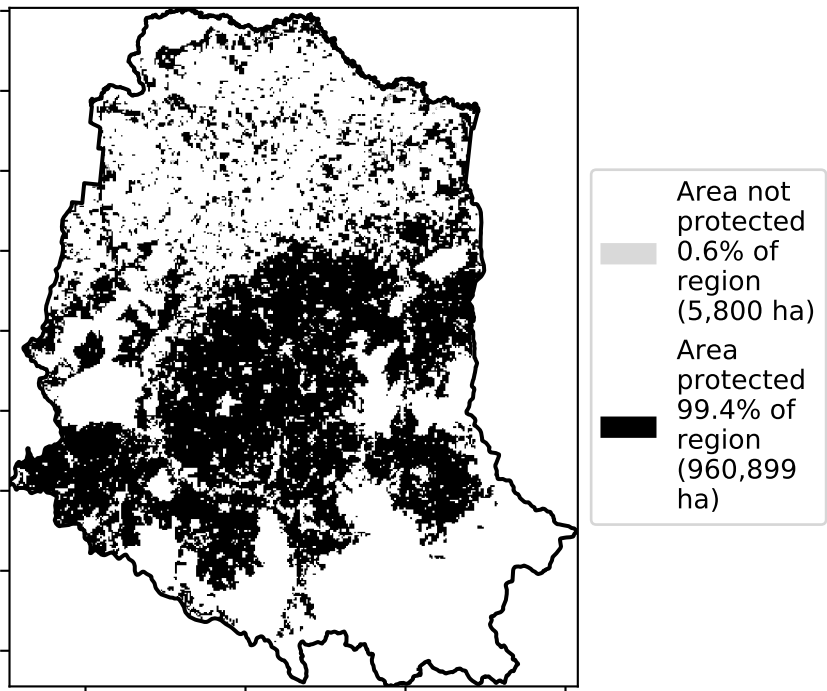 Area not
protected
0.6% of
region
(5,800 ha)
Area
protected
99.4% of
region
(960,899
ha)